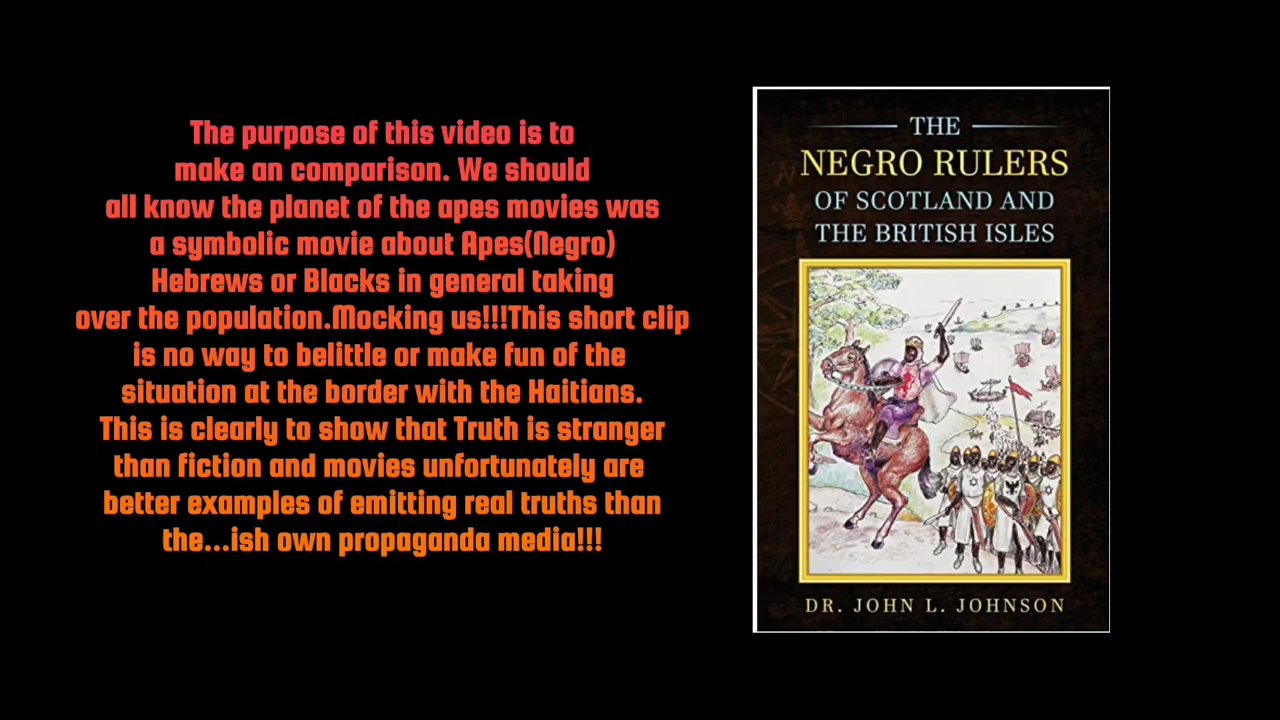 The purpose of this video is to
make an comparison. We should
all know the planet of the apes movies was
a symbolic movie about Apes(Negro)
Hebrews or Blacks in general taking
over the population.Mocking us!!!This short clip
is no way to belittle or make fun of the
situation at the border with the Haitians.
This is clearly to show that Truth is stranger
than fiction and movies unfortunately are
better examples of emitting real truths than
the...ish own propaganda media!!!
THE
NEGRO RULERS
OF SCOTLAND AND
THE BRITISH ISLES
DR. JOHN L. JOHNSON